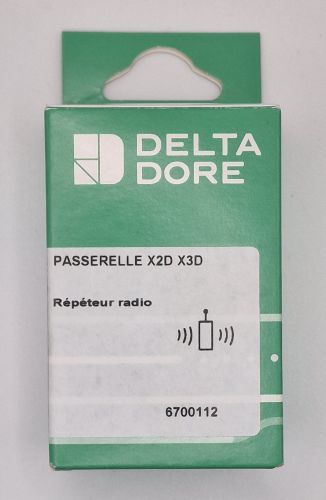 DELTA
DORE
PASSERELLE X2D X3D
Répéteur radio
6700112